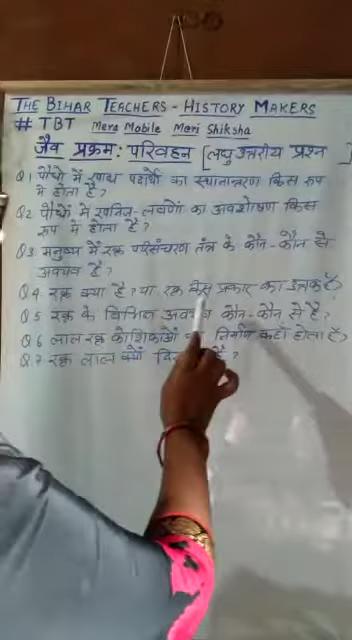 THE BIHAR TEACHERS - HISTORY MAKERS
# TBT Mera Mobile Meri Shiksha
जैव प्रक्रम: परिवहन [लघु उत्तरीय प्रश्न]
Q1 पौधों में खाद्य पदार्थो का स्थानान्तरण किस रूप
में होता है?
Q2 पौधों में खनिज-लवणों का अवशोषण किस
रूप में होता है?
Q3 मनुष्य में रक्त परिसंचरण तंत्र के कौन-कौन से
अवयव हैं?
Q4 रक्त क्या है? या रक्त किस प्रकार का उत्तक है?
Q5 रक्त के विभिन्न अवयव कौन-कौन से हैं?
Q6 लाल रक्त कोशिकाओं निर्माण कहाँ होता है?
Q7 रक्त लाल क्यों है?